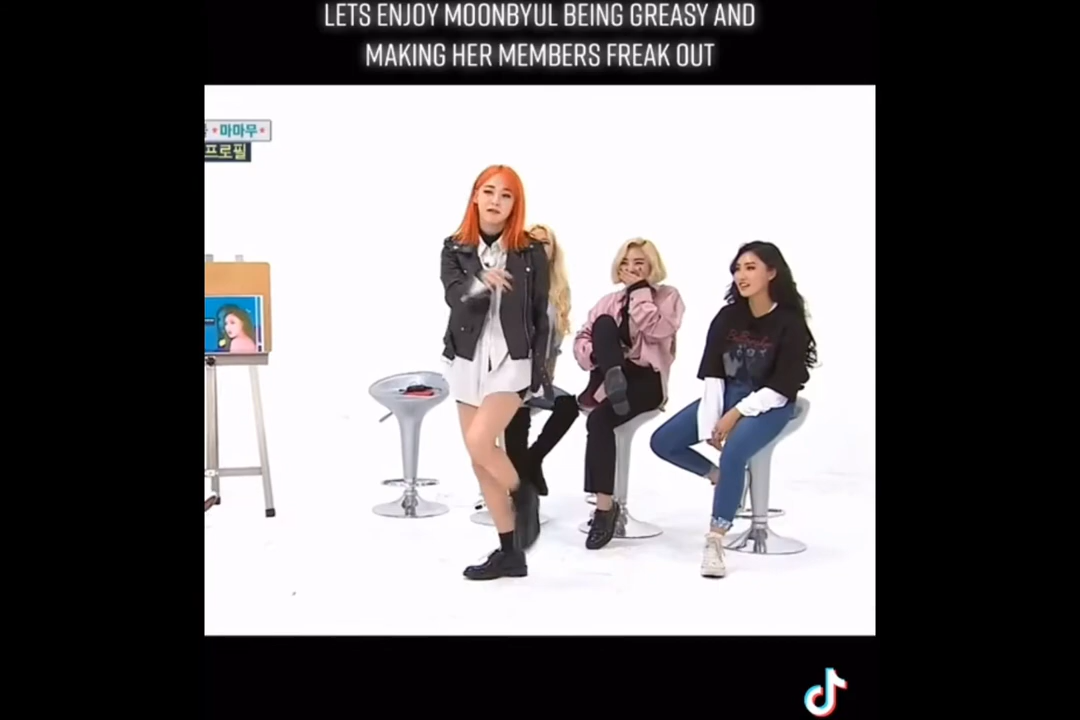 LETS ENJOY MOONBYUL BEING GREASY AND
MAKING HER MEMBERS FREAK OUT
마마무
프로필